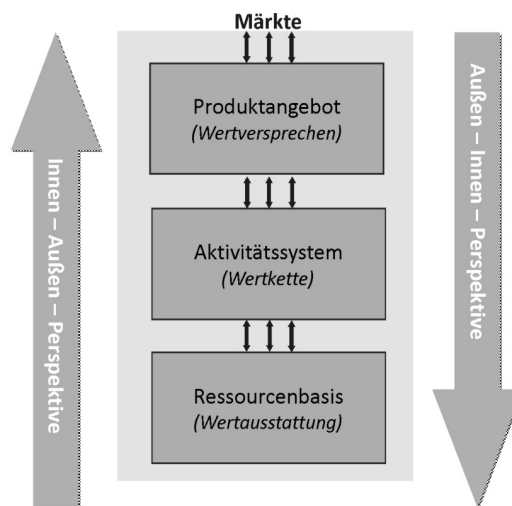 Märkte
Innen – Außen – Perspektive
Produktangebot
(Wertversprechen)
Aktivitätssystem
(Wertkette)
Ressourcenbasis
(Wertausstattung)
Außen – Innen – Perspektive